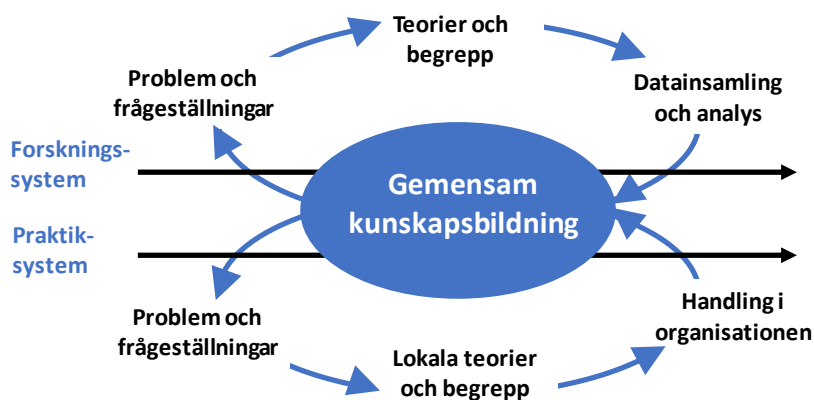 Teorier och
begrepp
Problem och
frågeställningar
Datainsamling
och analys
Forsknings-
system
Gemensam
kunskapsbildning
Praktik-
system
Problem och
frågeställningar
Handling i
organisationen
Lokala teorier
och begrepp